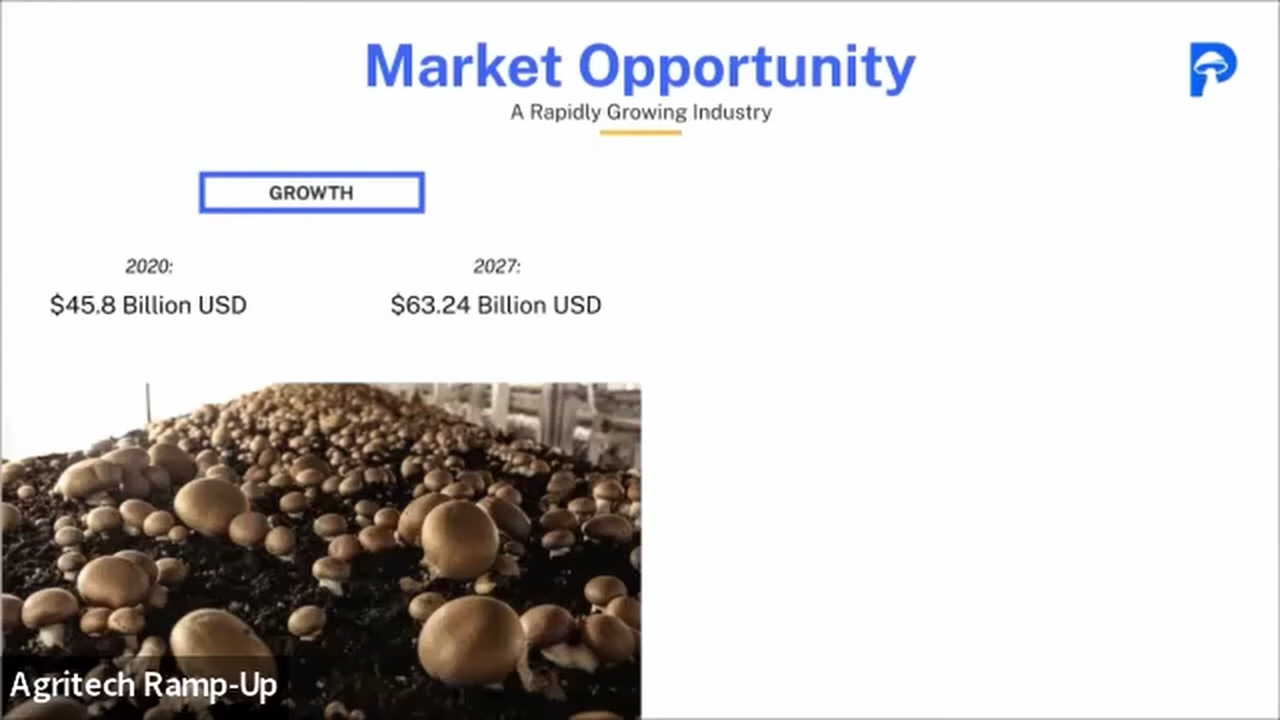 Market Opportunity
A Rapidly Growing Industry
GROWTH
2020:
2027:
$45.8 Billion USD
$63.24 Billion USD
Agritech Ramp-Up